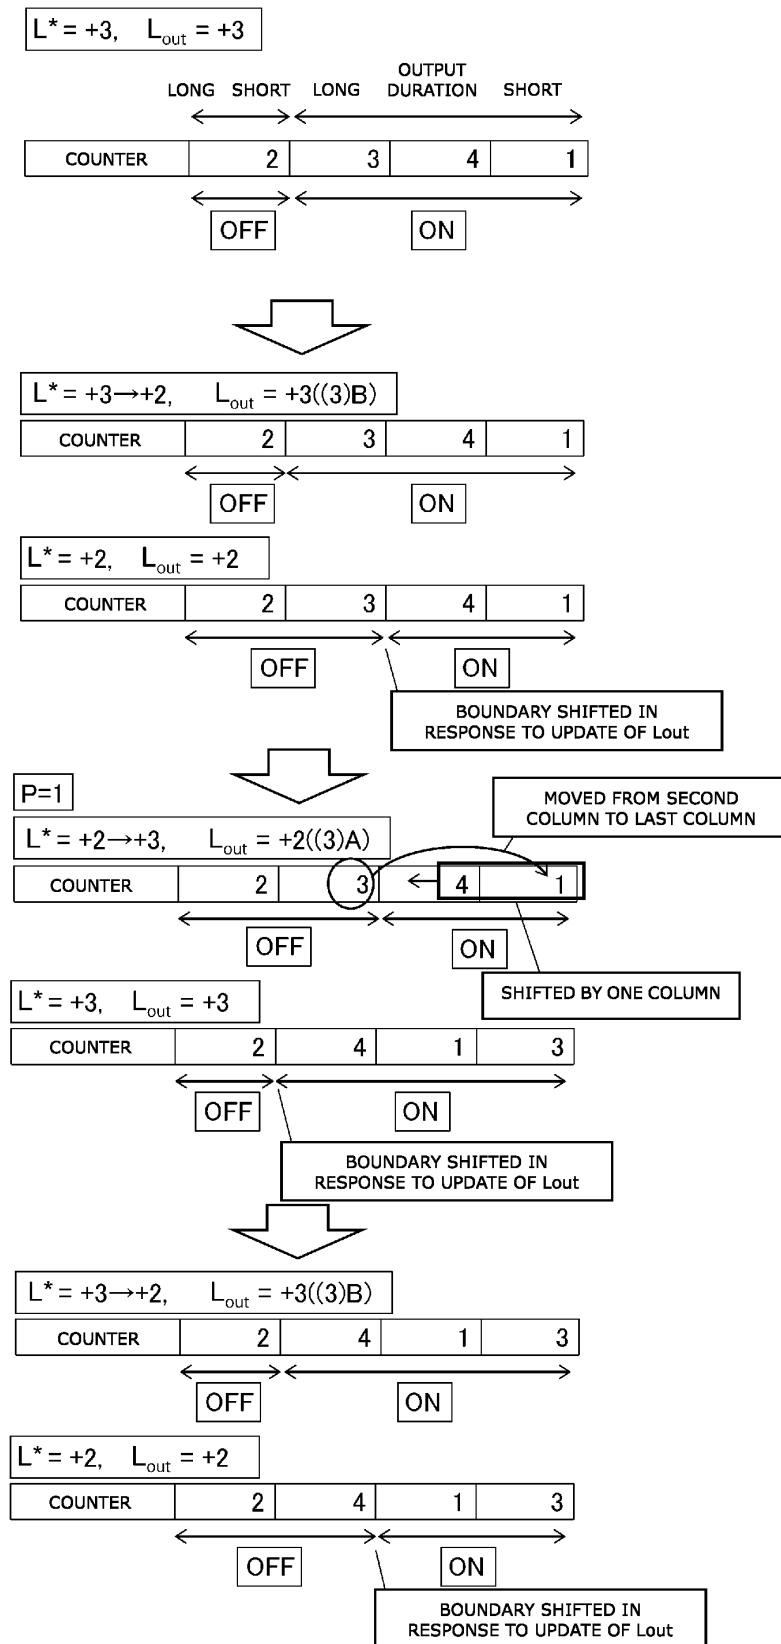 L* = +3, Lout = +3
OUTPUT
LONG SHORT LONG DURATION SHORT
COUNTER 2 3 4 1
OFF ON
L* = +3→+2, Lout = +3((3)B)
COUNTER 2 3 4 1
OFF ON
L* = +2, Lout = +2
COUNTER 2 3 4 1
OFF ON
BOUNDARY SHIFTED IN
RESPONSE TO UPDATE OF Lout
P=1
MOVED FROM SECOND
COLUMN TO LAST COLUMN
L* = +2→+3, Lout = +2((3)A)
COUNTER 2 3 4 1
OFF ON
SHIFTED BY ONE COLUMN
L* = +3, Lout = +3
COUNTER 2 4 1 3
OFF ON
BOUNDARY SHIFTED IN
RESPONSE TO UPDATE OF Lout
L* = +3→+2, Lout = +3((3)B)
COUNTER 2 4 1 3
OFF ON
L* = +2, Lout = +2
COUNTER 2 4 1 3
OFF ON
BOUNDARY SHIFTED IN
RESPONSE TO UPDATE OF Lout